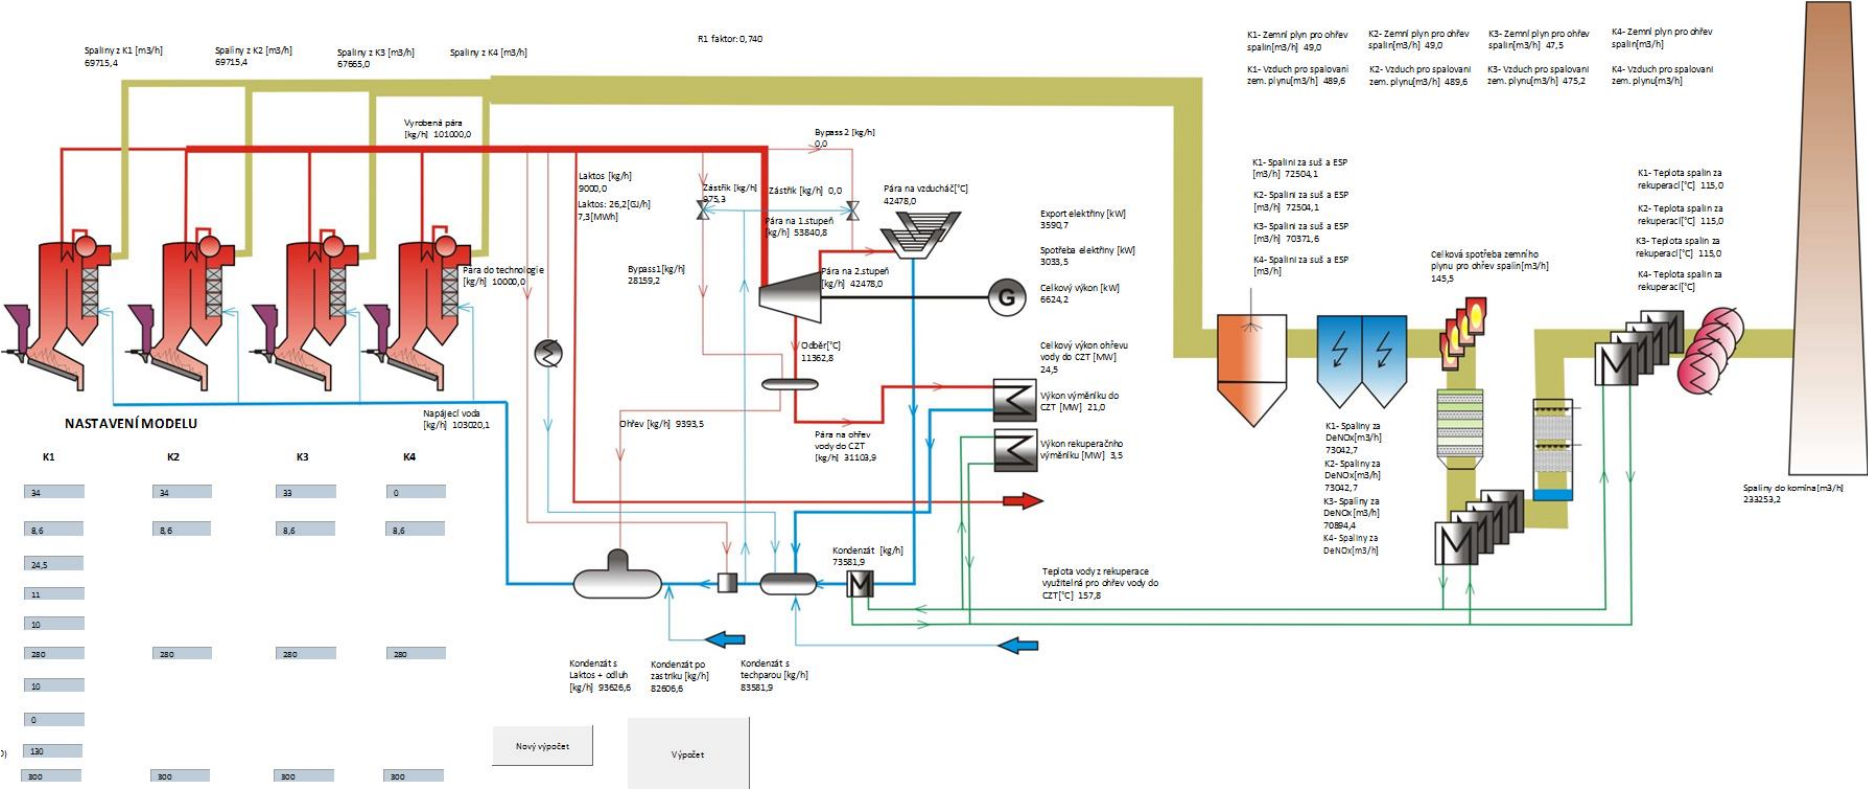 Spaliny z K1 [m3/h]
69715,4
Spaliny z K2 [m3/h]
69715,4
Spaliny z K3 [m3/h]
67665,0
Spaliny z K4 [m3/h]
R1 faktor: 0,740
K1- Zemní plyn pro ohřev
spalin[m3/h] 49,0
K2- Zemní plyn pro ohřev
spalin[m3/h] 49,0
K3- Zemní plyn pro ohřev
spalin[m3/h] 47,5
K4- Zemní plyn pro ohřev
spalin[m3/h]
K1- Vzduch pro spalovaní
zem. plynu[m3/h] 489,6
K2- Vzduch pro spalovaní
zem. plynu[m3/h] 489,6
K3- Vzduch pro spalovaní
zem. plynu[m3/h] 475,2
K4- Vzduch pro spalovaní
zem. plynu[m3/h]
Vyrobená pára
[kg/h] 101000,0
Bypass2 [kg/h]
0,0
Laktos [kg/h]
9000,0
Laktos: 26,2[GJ/h]
7,3[MWh]
Zástřik [kg/h]
975,3
Zástřik [kg/h] 0,0
Pára na vzducháč[°C]
42478,0
Pára na 1.stupeň
[kg/h] 53840,8
Pára do technologie
[kg/h] 10000,0
Bypass1[kg/h]
28159,2
Pára na 2.stupeň
[kg/h] 42478,0
G
Export elektřiny [kW]
3590,7
Spotřeba elektřiny [kW]
3033,5
Celkový výkon [kW]
6624,2
Odběr[°C]
11362,8
Celkový výkon ohřevu
vody do CZT [MW]
24,5
Výkon výměníku do
CZT [MW] 21,0
Výkon rekuperačního
výměníku [MW] 3,5
Ohřev [kg/h] 9393,5
Pára na ohřev
vody do CZT
[kg/h] 31103,9
Napájecí voda
[kg/h] 103020,1
K1- Spalini za suš a ESP
[m3/h] 72504,1
K2- Spalini za suš a ESP
[m3/h] 72504,1
K3- Spalini za suš a ESP
[m3/h] 70371,6
K4- Spalini za suš a ESP
[m3/h]
Celková spotřeba zemního
plynu pro ohřev spalin[m3/h]
145,5
K1- Teplota spalin za
rekuperací[°C] 115,0
K2- Teplota spalin za
rekuperací[°C] 115,0
K3- Teplota spalin za
rekuperací[°C] 115,0
K4- Teplota spalin za
rekuperací[°C]
K1- Spaliny za
DeNOx[m3/h]
73042,7
K2- Spaliny za
DeNOx[m3/h]
73042,7
K3- Spaliny za
DeNOx[m3/h]
70894,4
K4- Spaliny za
DeNOx[m3/h]
Spaliny do komína[m3/h]
233253,2
Kondenzát [kg/h]
73581,9
Teplota vody z rekuperace
využitelná pro ohřev vody do
CZT[°C] 157,8
Kondenzát s
Laktos + odluh
[kg/h] 93626,6
Kondenzát po
zastriku [kg/h]
82606,6
Kondenzát s
techparou [kg/h]
83581,9
NASTAVENÍ MODELU
K1 K2 K3 K4
34 34 33 0
8,6 8,6 8,6 8,6
24,5
11
10
280 280 280 280
10
0
130
300 300 300 300
Nový výpočet
Výpočet